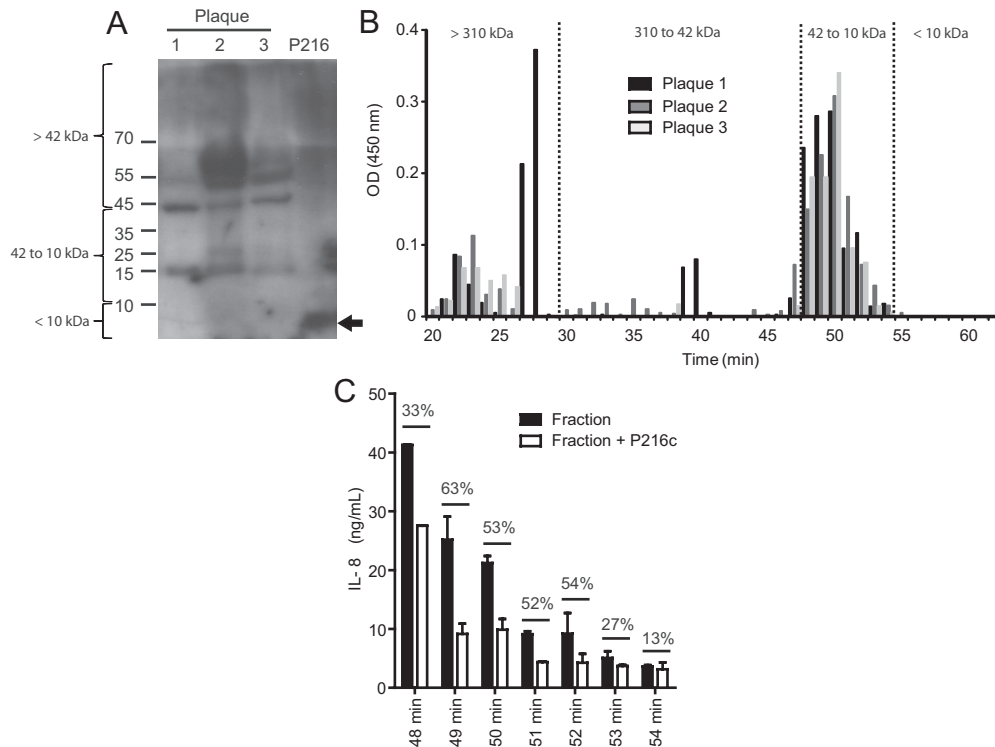 A
Plaque
1 2 3 P216
> 42 kDa
42 to 10 kDa
< 10 kDa
70
55
45
35
25
15
10
B
> 310 kDa
310 to 42 kDa
42 to 10 kDa
< 10 kDa
Plaque 1
Plaque 2
Plaque 3
OD (450 nm)
0.4
0.3
0.2
0.1
0
20 25 30 35 40 45 50 55 60
Time (min)
C
Fraction
Fraction + P216c
IL- 8 (ng/mL)
50
40
30
20
10
0
33%
63%
53%
52%
54%
27%
13%
48 min
49 min
50 min
51 min
52 min
53 min
54 min